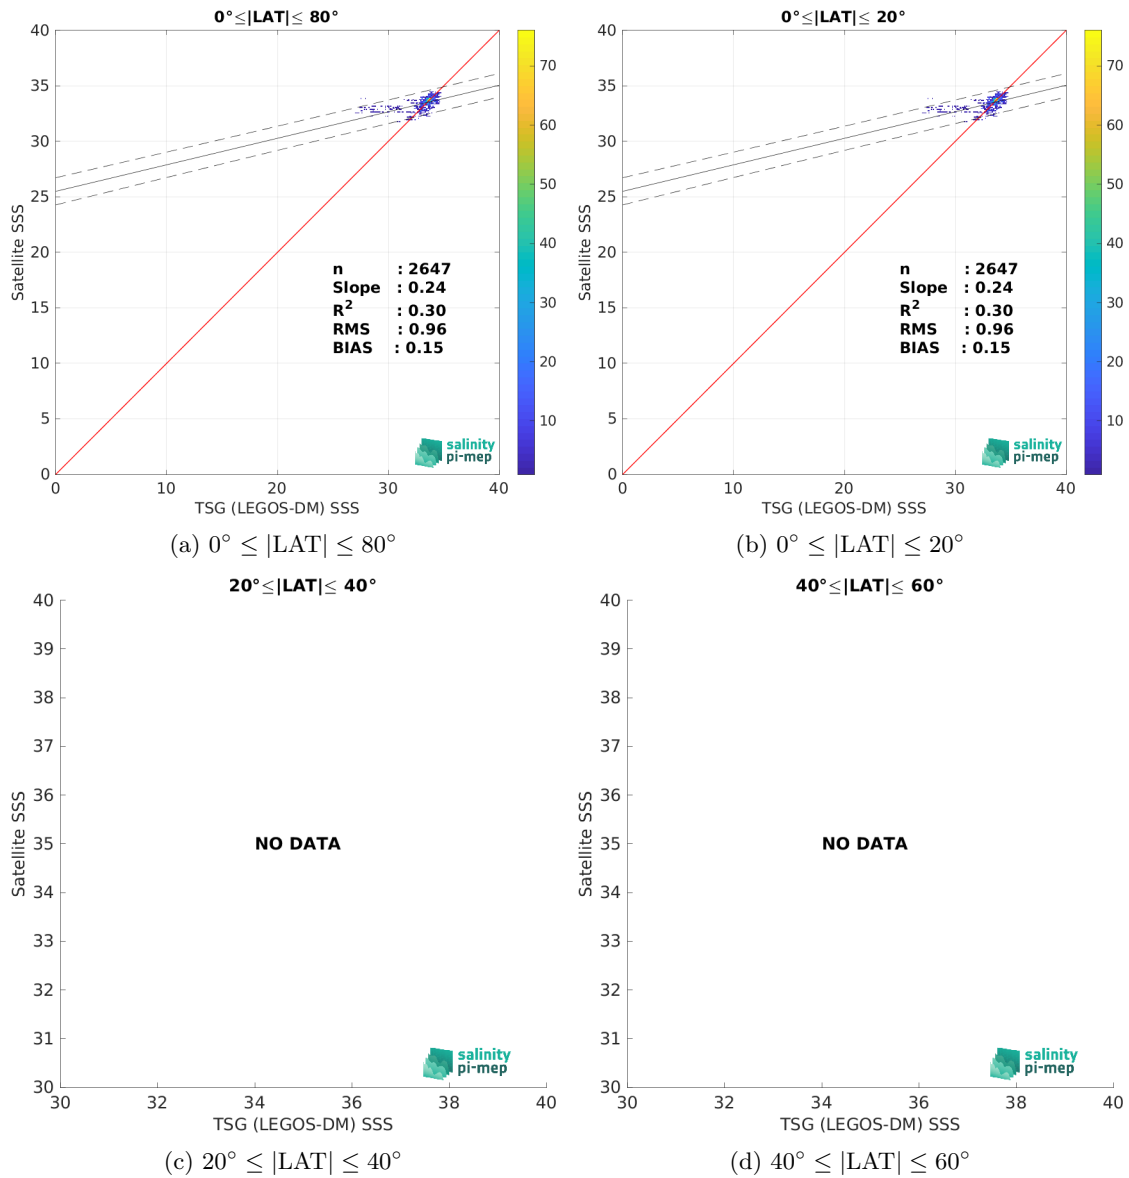 0°≤|LAT|≤ 80°
40
35
30
25
20
15
10
5
0
Satellite SSS
n : 2647
Slope : 0.24
R² : 0.30
RMS : 0.96
BIAS : 0.15
salinity
pi-mep
0 10 20 30 40
TSG (LEGOS-DM) SSS
70
60
50
40
30
20
10
(a) 0° ≤ |LAT| ≤ 80°
0°≤|LAT|≤ 20°
40
35
30
25
20
15
10
5
0
Satellite SSS
n : 2647
Slope : 0.24
R² : 0.30
RMS : 0.96
BIAS : 0.15
salinity
pi-mep
0 10 20 30 40
TSG (LEGOS-DM) SSS
70
60
50
40
30
20
10
(b) 0° ≤ |LAT| ≤ 20°
20°≤|LAT|≤ 40°
40
39
38
37
36
35
34
33
32
31
30
Satellite SSS
NO DATA
salinity
pi-mep
30 32 34 36 38 40
TSG (LEGOS-DM) SSS
(c) 20° ≤ |LAT| ≤ 40°
40°≤|LAT|≤ 60°
40
39
38
37
36
35
34
33
32
31
30
Satellite SSS
NO DATA
salinity
pi-mep
30 32 34 36 38 40
TSG (LEGOS-DM) SSS
(d) 40° ≤ |LAT| ≤ 60°